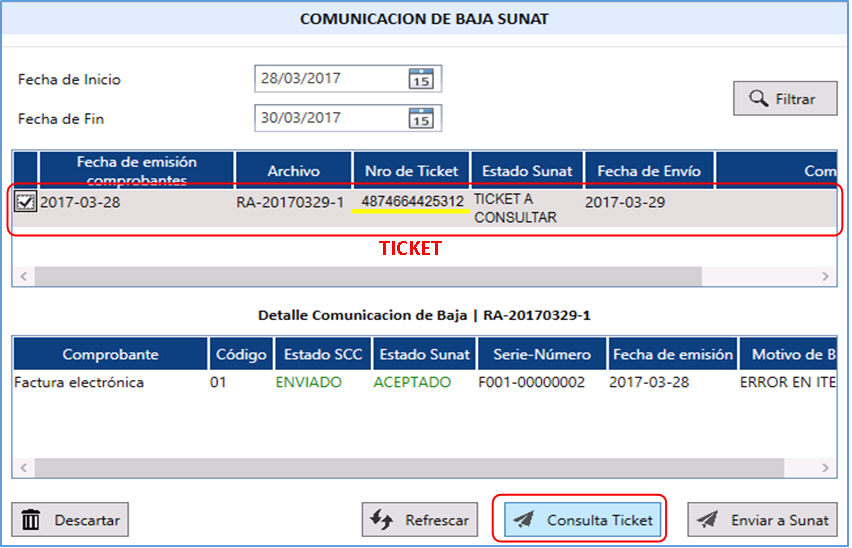 COMUNICACION DE BAJA SUNAT
Fecha de Inicio 28/03/2017 15
Filtrar
Fecha de Fin 30/03/2017 15
Fecha de emisión comprobantes Archivo Nro de Ticket Estado Sunat Fecha de Envío Com
2017-03-28 RA-20170329-1 4874664425312 TICKET A CONSULTAR 2017-03-29
TICKET
Detalle Comunicacion de Baja | RA-20170329-1
Comprobante Código Estado SCC Estado Sunat Serie-Número Fecha de emisión Motivo de B
Factura electrónica 01 ENVIADO ACEPTADO F001-00000002 2017-03-28 ERROR EN ITE
Descartar Refrescar Consulta Ticket Enviar a Sunat